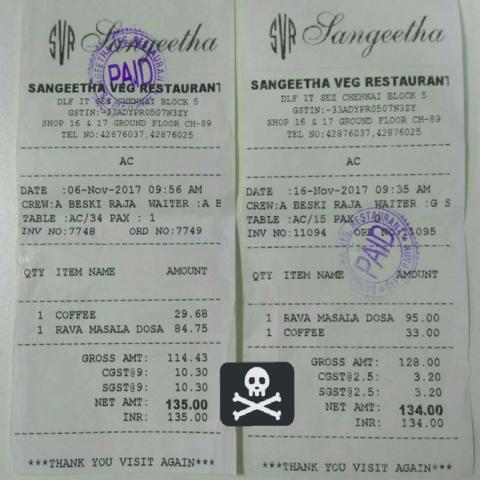 SVR Sangeetha
PAID
SANGEETHA VEG RESTAURANT
DLF IT SEZ CHENNAI BLOCK 5
GSTIN:-33ADYPR0507N3ZY
SHOP 16 & 17 GROUND FLOOR CH-89
TEL NO:42876037,42876025
AC
DATE :06-Nov-2017 09:56 AM
CREW:A BESKI RAJA WAITER :A B
TABLE :AC/34 PAX : 1
INV NO:7748 ORD NO:7749
QTY ITEM NAME AMOUNT
1 COFFEE 29.68
1 RAVA MASALA DOSA 84.75
GROSS AMT: 114.43
CGST@9: 10.30
SGST@9: 10.30
NET AMT: 135.00
INR: 135.00
***THANK YOU VISIT AGAIN***
SVR Sangeetha
SANGEETHA VEG RESTAURANT
DLF IT SEZ CHENNAI BLOCK 5
GSTIN:-33ADYPR0507N3ZY
SHOP 16 & 17 GROUND FLOOR CH-89
TEL NO:42876037,42876025
AC
DATE :16-Nov-2017 09:35 AM
CREW:A BESKI RAJA WAITER :G S
TABLE :AC/15 PAX :
INV NO:11094 ORD NO:11095
PAID
QTY ITEM NAME AMOUNT
1 RAVA MASALA DOSA 95.00
1 COFFEE 33.00
GROSS AMT: 128.00
CGST@2.5: 3.20
SGST@2.5: 3.20
NET AMT: 134.00
INR: 134.00
***THANK YOU VISIT AGAIN***